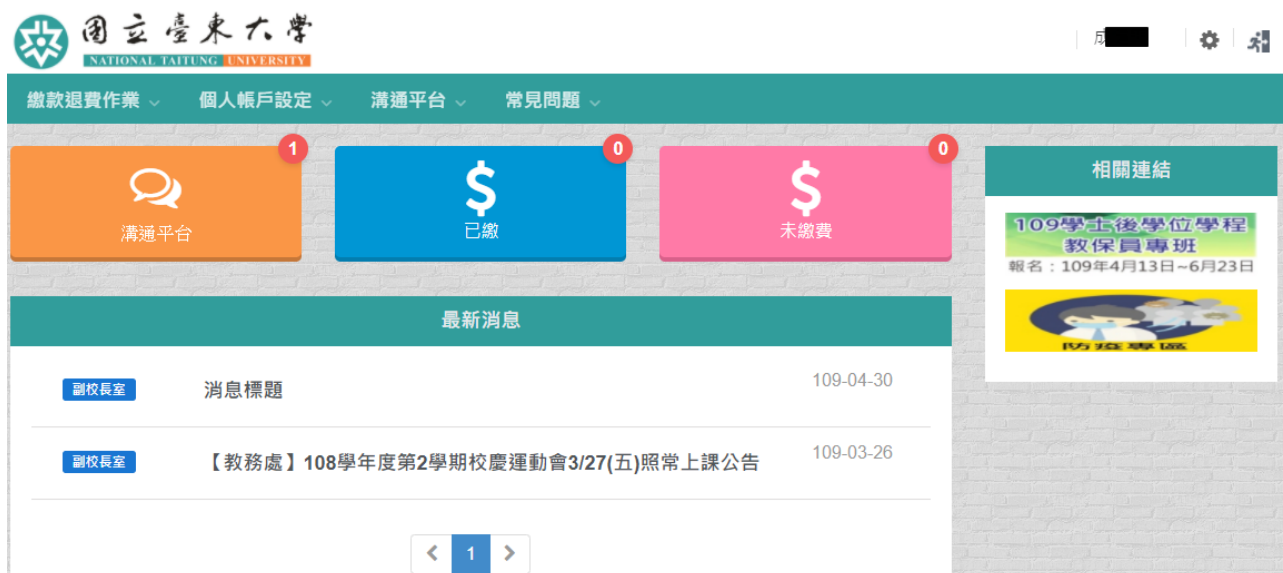 國立臺東大學
NATIONAL TAITUNG UNIVERSITY
成
繳款退費作業 個人帳戶設定 溝通平台 常見問題
1
溝通平台
0
已繳
0
未繳費
相關連結
109學士後學位學程
教保員專班
報名：109年4月13日~6月23日
防疫專區
最新消息
副校長室 消息標題 109-04-30
副校長室 【教務處】108學年度第2學期校慶運動會3/27(五)照常上課公告 109-03-26
1